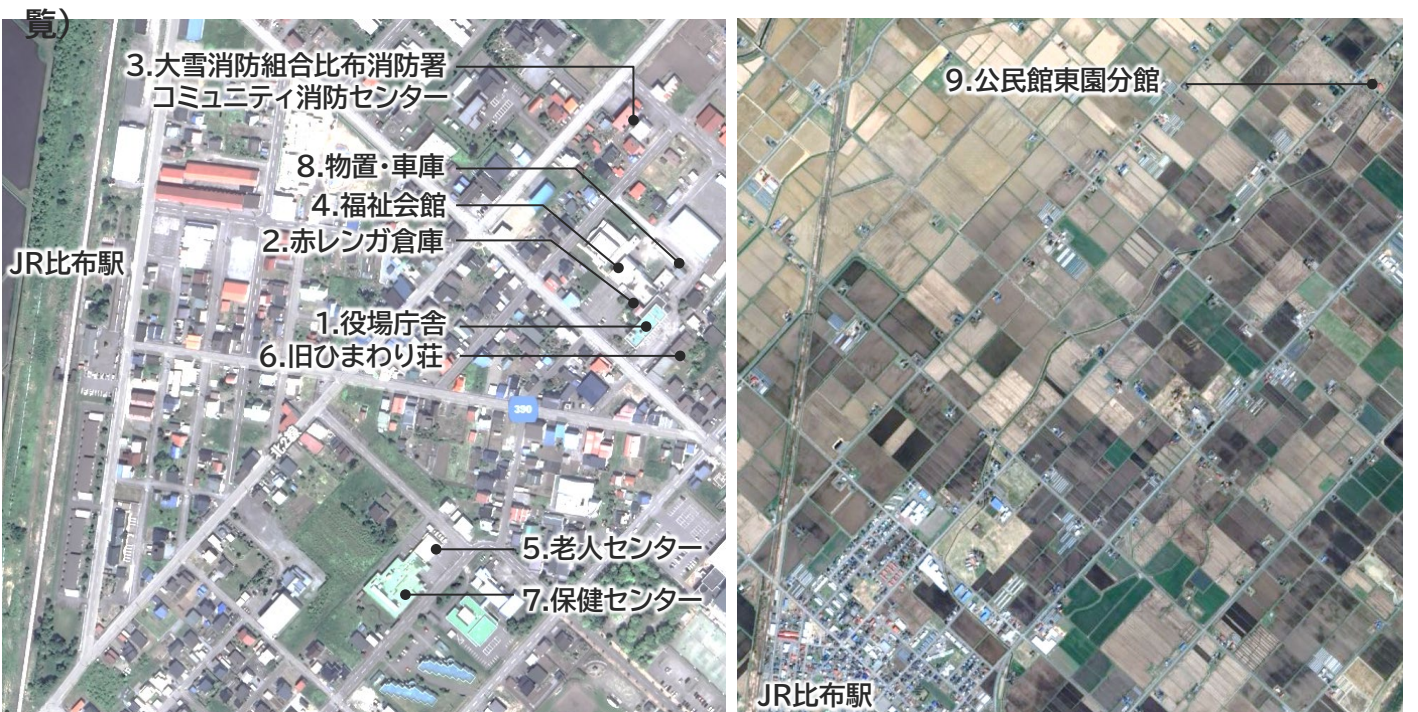 覧）
3.大雪消防組合比布消防署
コミュニティ消防センター
8.物置・車庫
4.福祉会館
2.赤レンガ倉庫
JR比布駅
1.役場庁舎
6.旧ひまわり荘
390
5.老人センター
7.保健センター
9.公民館東園分館
JR比布駅